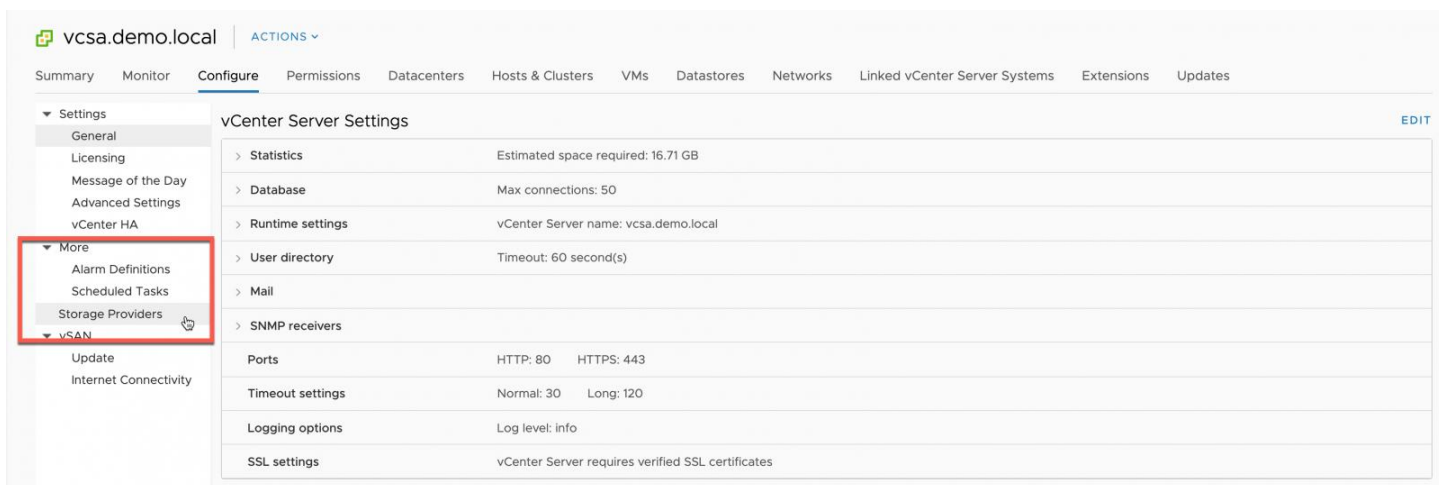 vcsa.demo.local ACTIONS
Summary Monitor Configure Permissions Datacenters Hosts & Clusters VMs Datastores Networks Linked vCenter Server Systems Extensions Updates
Settings
General
Licensing
Message of the Day
Advanced Settings
vCenter HA
More
Alarm Definitions
Scheduled Tasks
Storage Providers
vSAN
Update
Internet Connectivity
vCenter Server Settings EDIT
Statistics Estimated space required: 16.71 GB
Database Max connections: 50
Runtime settings vCenter Server name: vcsa.demo.local
User directory Timeout: 60 second(s)
Mail
SNMP receivers
Ports HTTP: 80 HTTPS: 443
Timeout settings Normal: 30 Long: 120
Logging options Log level: info
SSL settings vCenter Server requires verified SSL certificates